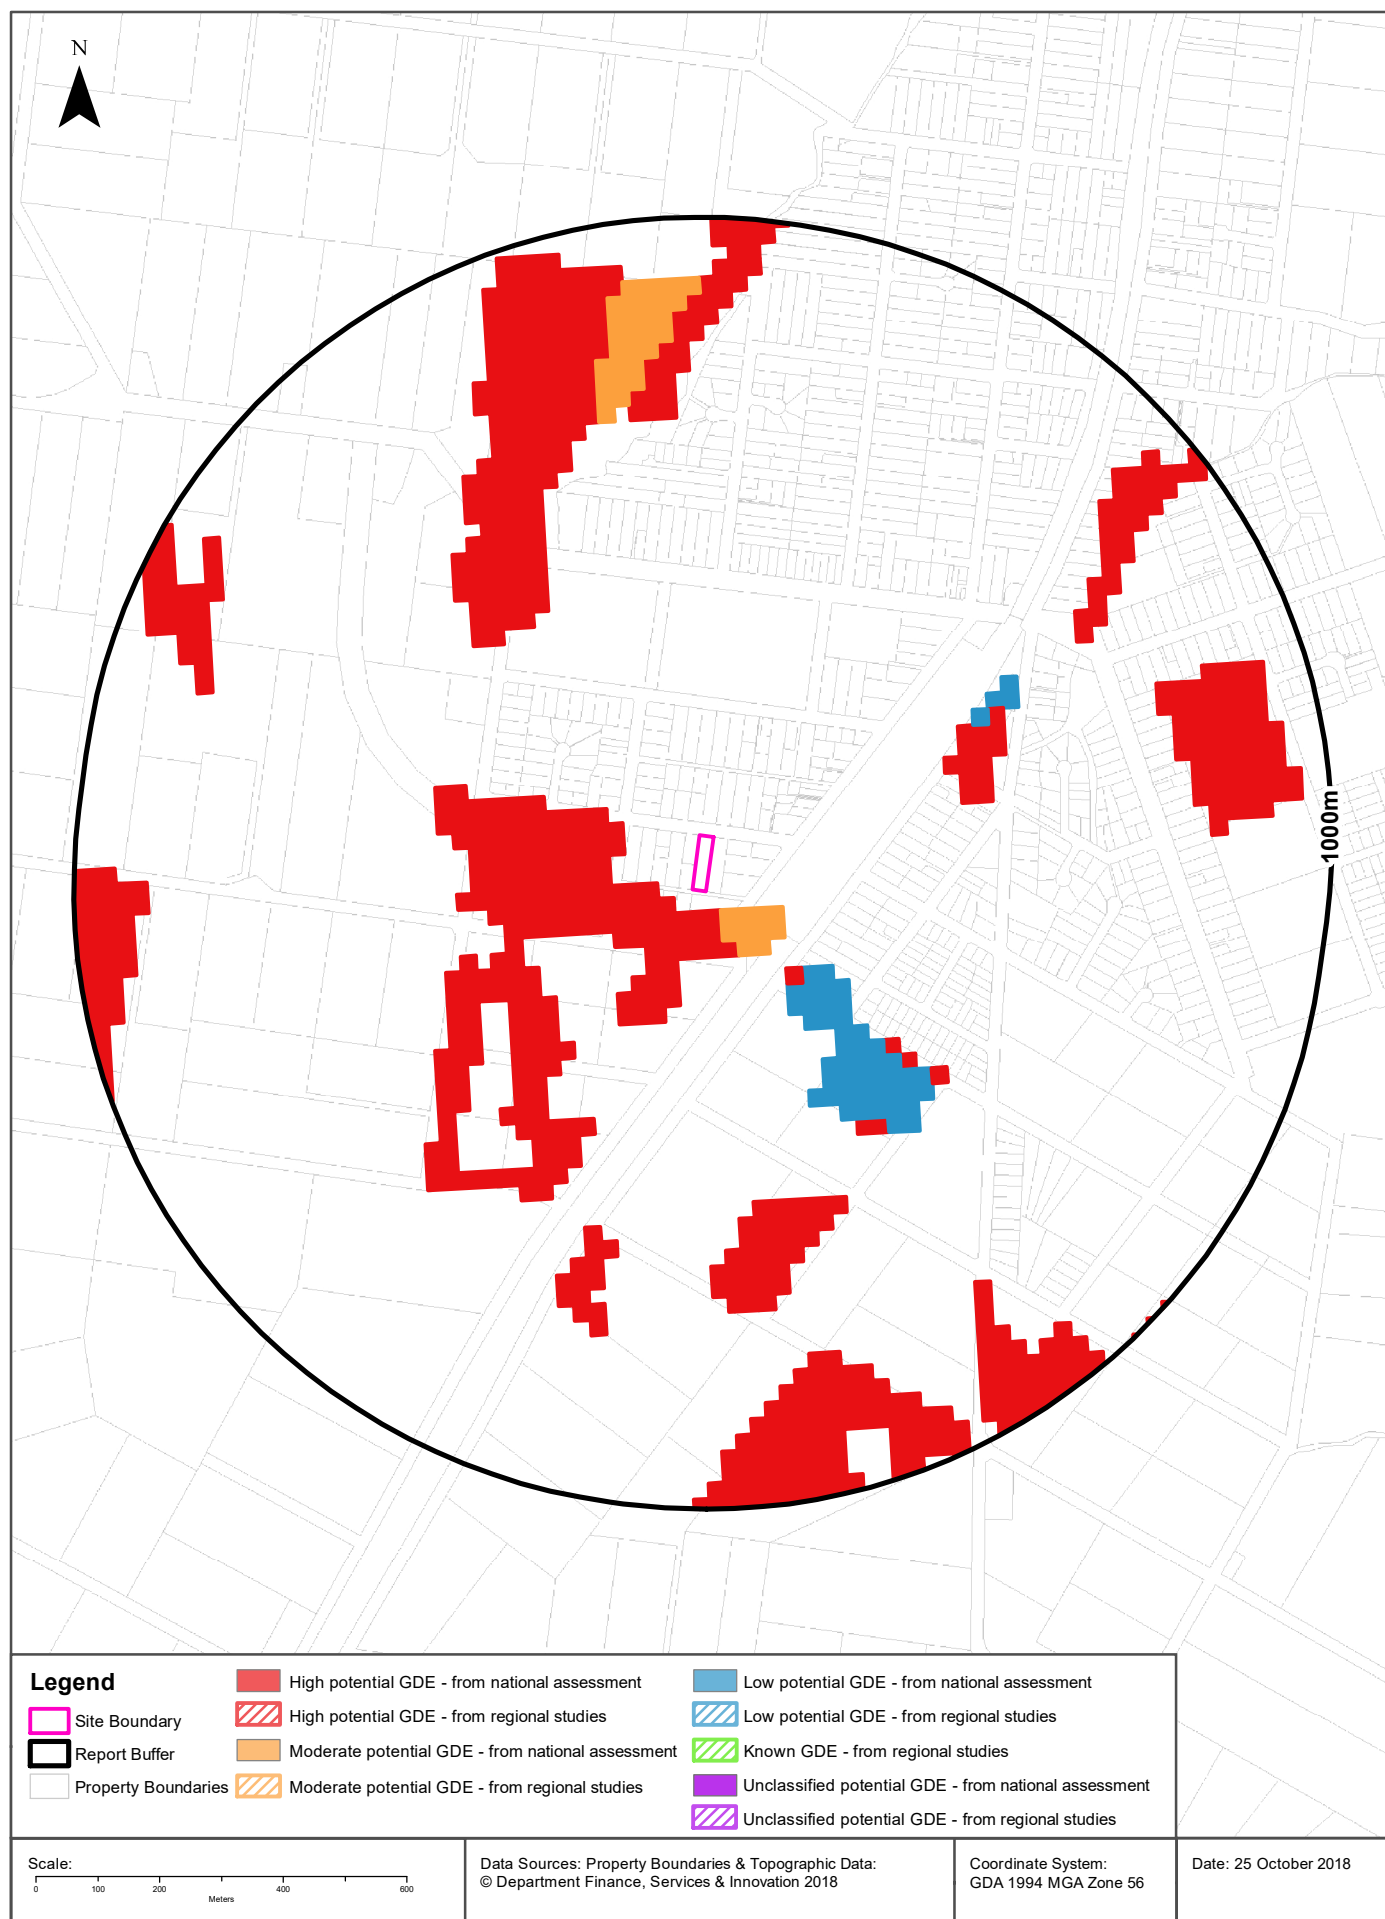 N
1000m
Legend
Site Boundary
Report Buffer
Property Boundaries
High potential GDE - from national assessment
High potential GDE - from regional studies
Moderate potential GDE - from national assessment
Moderate potential GDE - from regional studies
Low potential GDE - from national assessment
Low potential GDE - from regional studies
Known GDE - from regional studies
Unclassified potential GDE - from national assessment
Unclassified potential GDE - from regional studies
Scale:
0 100 200 400 600
Meters
Data Sources: Property Boundaries & Topographic Data:
© Department Finance, Services & Innovation 2018
Coordinate System:
GDA 1994 MGA Zone 56
Date: 25 October 2018